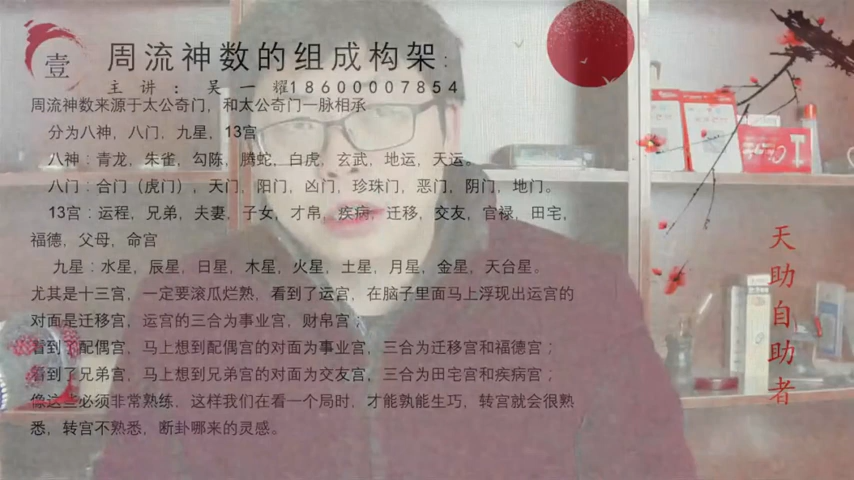 壹
周流神数的组成构架：
主讲：吴一耀18600007854
周流神数来源于太公奇门，和太公奇门一脉相承
分为八神，八门，九星，13宫
八神：青龙，朱雀，勾陈，腾蛇，白虎，玄武，地运，天运。
八门：合门（虎门），天门，阳门，凶门，珍珠门，恶门，阴门，地门。
13宫：运程，兄弟，夫妻，子女，才帛，疾病，迁移，交友，官禄，田宅，
福德，父母，命宫
九星：水星，辰星，日星，木星，火星，土星，月星，金星，天台星。
尤其是十三宫，一定要滚瓜烂熟，看到了运宫，在脑子里面马上浮现出运宫的
对面是迁移宫，运宫的三合为事业宫，财帛宫；
看到了配偶宫，马上想到配偶宫的对面为事业宫，三合为迁移宫和福德宫；
看到了兄弟宫，马上想到兄弟宫的对面为交友宫，三合为田宅宫和疾病宫；
像这些必须非常熟练，这样我们在看一个局时，才能孰能生巧，转宫就会很熟
悉，转宫不熟悉，断卦哪来的灵感。
天助自助者